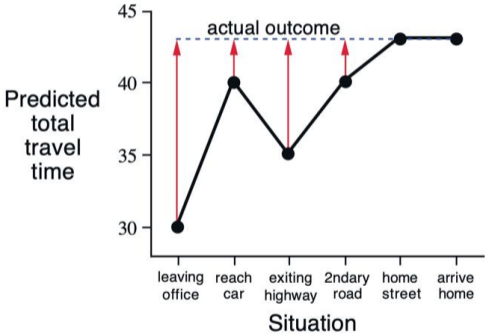 45
actual outcome
40
Predicted
total
travel
time
35
30
leaving office
reach car
exiting highway
2ndary road
home street
arrive home
Situation